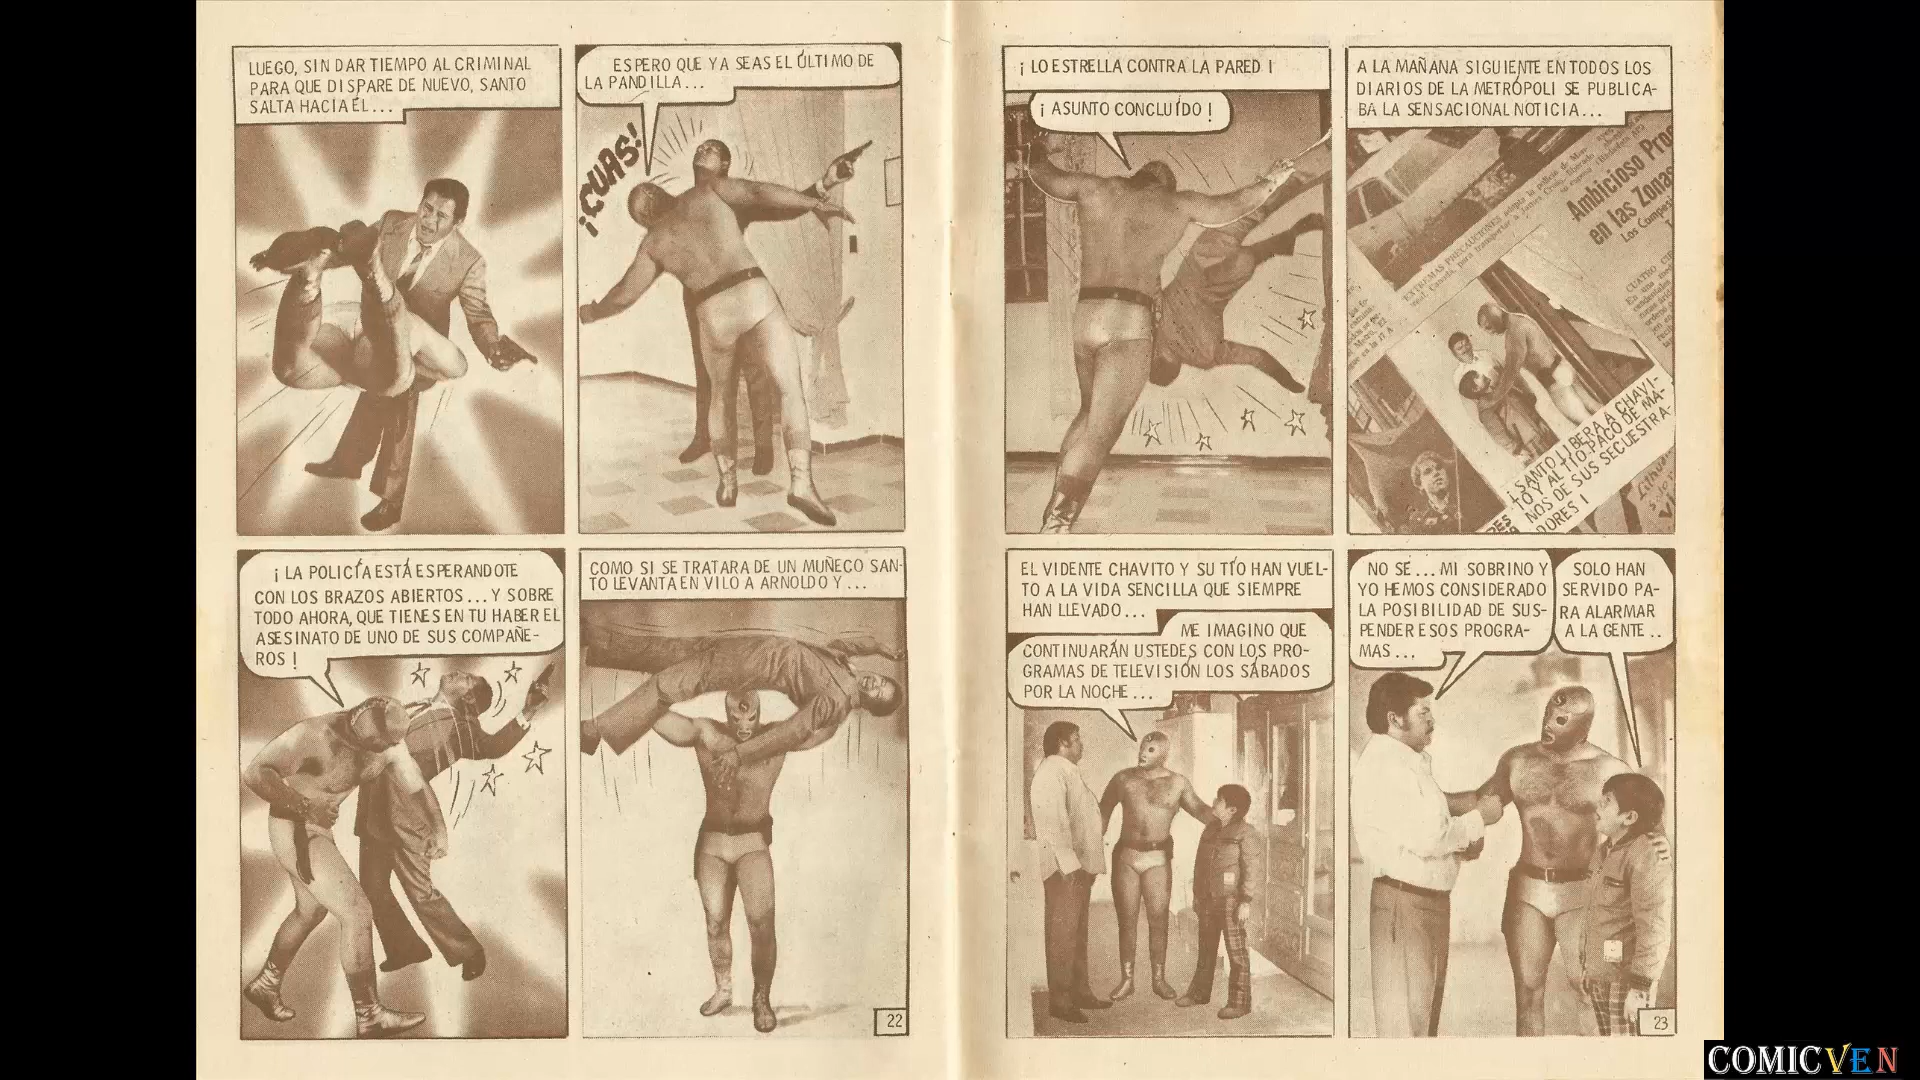 LUEGO, SIN DAR TIEMPO AL CRIMINAL
PARA QUE DISPARE DE NUEVO, SANTO
SALTA HACIA ÉL...
ESPERO QUE YA SEAS EL ÚLTIMO DE
LA PANDILLA...
¡CUAS!
¡LA POLICÍA ESTÁ ESPERANDOTE
CON LOS BRAZOS ABIERTOS...Y SOBRE
TODO AHORA, QUE TIENES EN TU HABER EL
ASESINATO DE UNO DE SUS COMPAÑE-
ROS!
COMO SI SE TRATARA DE UN MUÑECO SAN-
TO LEVANTA EN VILO A ARNOLDO Y...
22
¡LO ESTRELLA CONTRA LA PARED!
¡ASUNTO CONCLUÍDO!
A LA MAÑANA SIGUIENTE EN TODOS LOS
DIARIOS DE LA METRÓPOLI SE PUBLICA-
BA LA SENSACIONAL NOTICIA...
Ambicioso
en las
EXTREMAS PRECAUCIONES
¡SANTO LIBERA A CHAVI-
TO Y AL TÍO PACO DE MA-
NOS DE SUS SECUESTRA-
DORES!
EL VIDENTE CHAVITO Y SU TÍO HAN VUEL-
TO A LA VIDA SENCILLA QUE SIEMPRE
HAN LLEVADO...
ME IMAGINO QUE
CONTINUARÁN USTEDES CON LOS PRO-
GRAMAS DE TELEVISIÓN LOS SÁBADOS
POR LA NOCHE...
NO SÉ...MI SOBRINO Y
YO HEMOS CONSIDERADO
LA POSIBILIDAD DE SUS-
PENDER ESOS PROGRA-
MAS...
SOLO HAN
SERVIDO PA-
RA ALARMAR
A LA GENTE..
23
COMICVEN